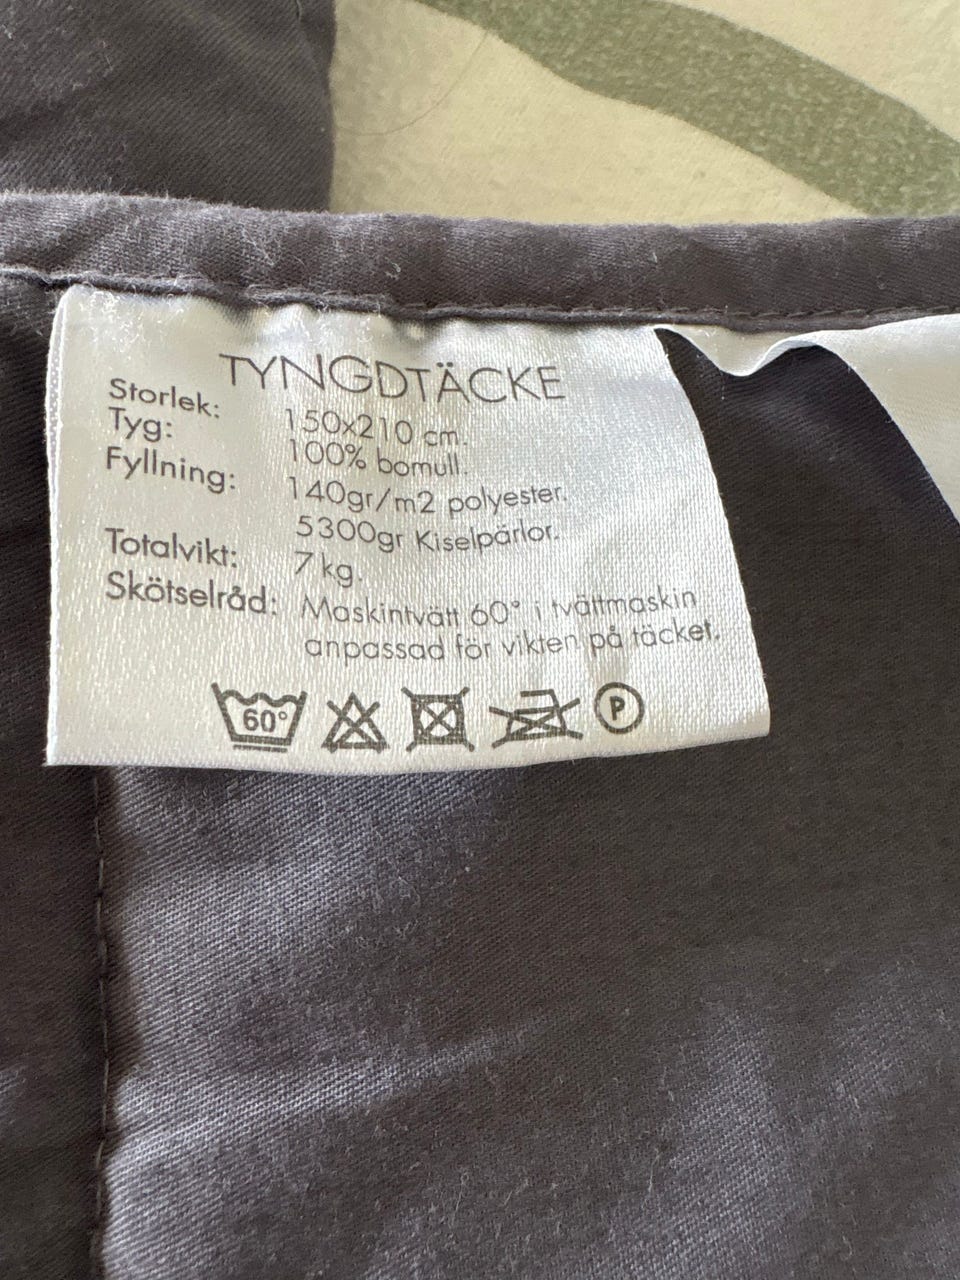 TYNGDTÄCKE
Storlek: 150x210 cm.
Tyg: 100% bomull.
Fyllning: 140gr/m2 polyester.
5300gr Kiselpärlor.
Totalvikt: 7 kg.
Skötselråd: Maskintvätt 60° i tvättmaskin
anpassad för vikten på täcket.
60° P